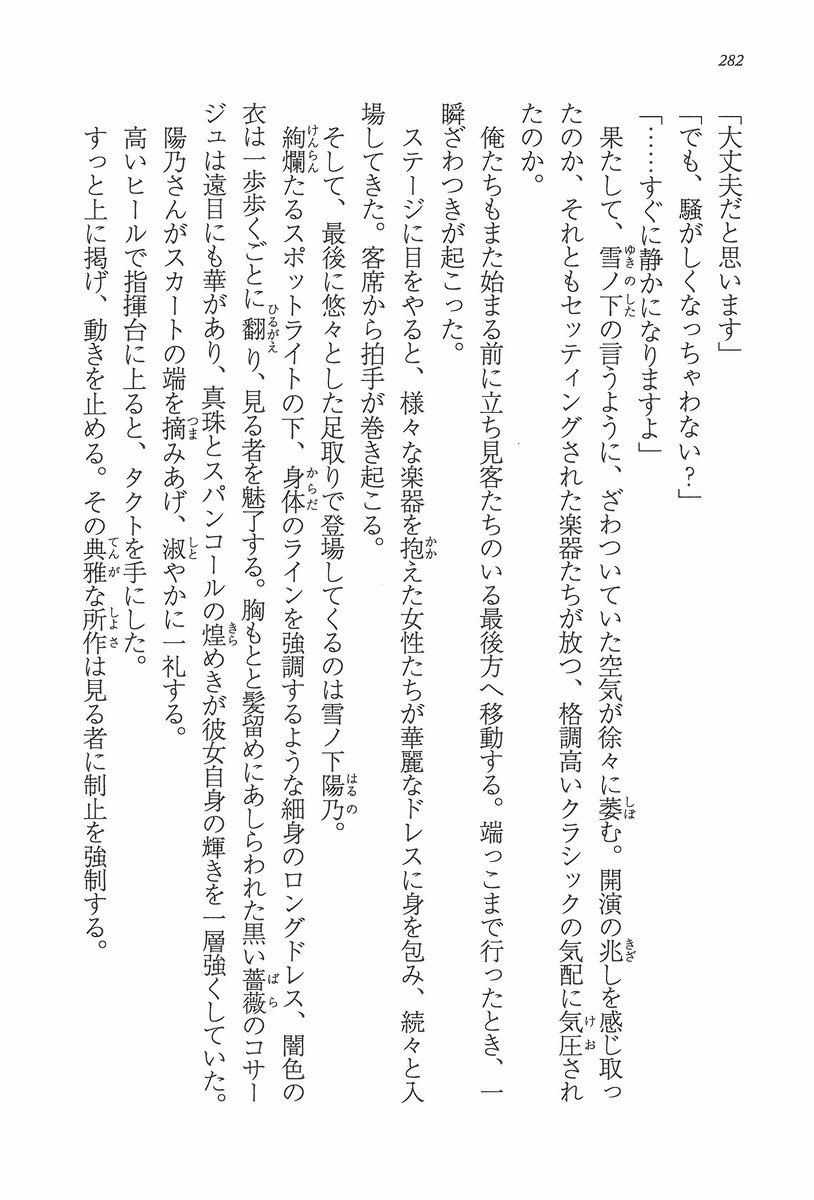 282
「大丈夫だと思います」
「でも、騒がしくなっちゃわない？」
「……すぐに静かになりますよ」
果たして、雪ノ下の言うように、ざわついていた空気が徐々に萎む。開演の兆しを感じ取っ
たのか、それともセッティングされた楽器たちが放つ、格調高いクラシックの気配に気圧され
たのか。
俺たちもまた始まる前に立ち見客たちのいる最後方へ移動する。端っこまで行ったとき、一
瞬ざわつきが起こった。
ステージに目をやると、様々な楽器を抱えた女性たちが華麗なドレスに身を包み、続々と入
場してきた。客席から拍手が巻き起こる。
そして、最後に悠々とした足取りで登場してくるのは雪ノ下陽乃。
絢爛たるスポットライトの下、身体のラインを強調するような細身のロングドレス、闇色の
衣は一歩歩くごとに翻り、見る者を魅了する。胸もとと髪留めにあしらわれた黒い薔薇のコサー
ジュは遠目にも華があり、真珠とスパンコールの煌めきが彼女自身の輝きを一層強くしていた。
陽乃さんがスカートの端を摘みあげ、淑やかに一礼する。
高いヒールで指揮台に上ると、タクトを手にした。
すっと上に掲げ、動きを止める。その典雅な所作は見る者に制止を強制する。